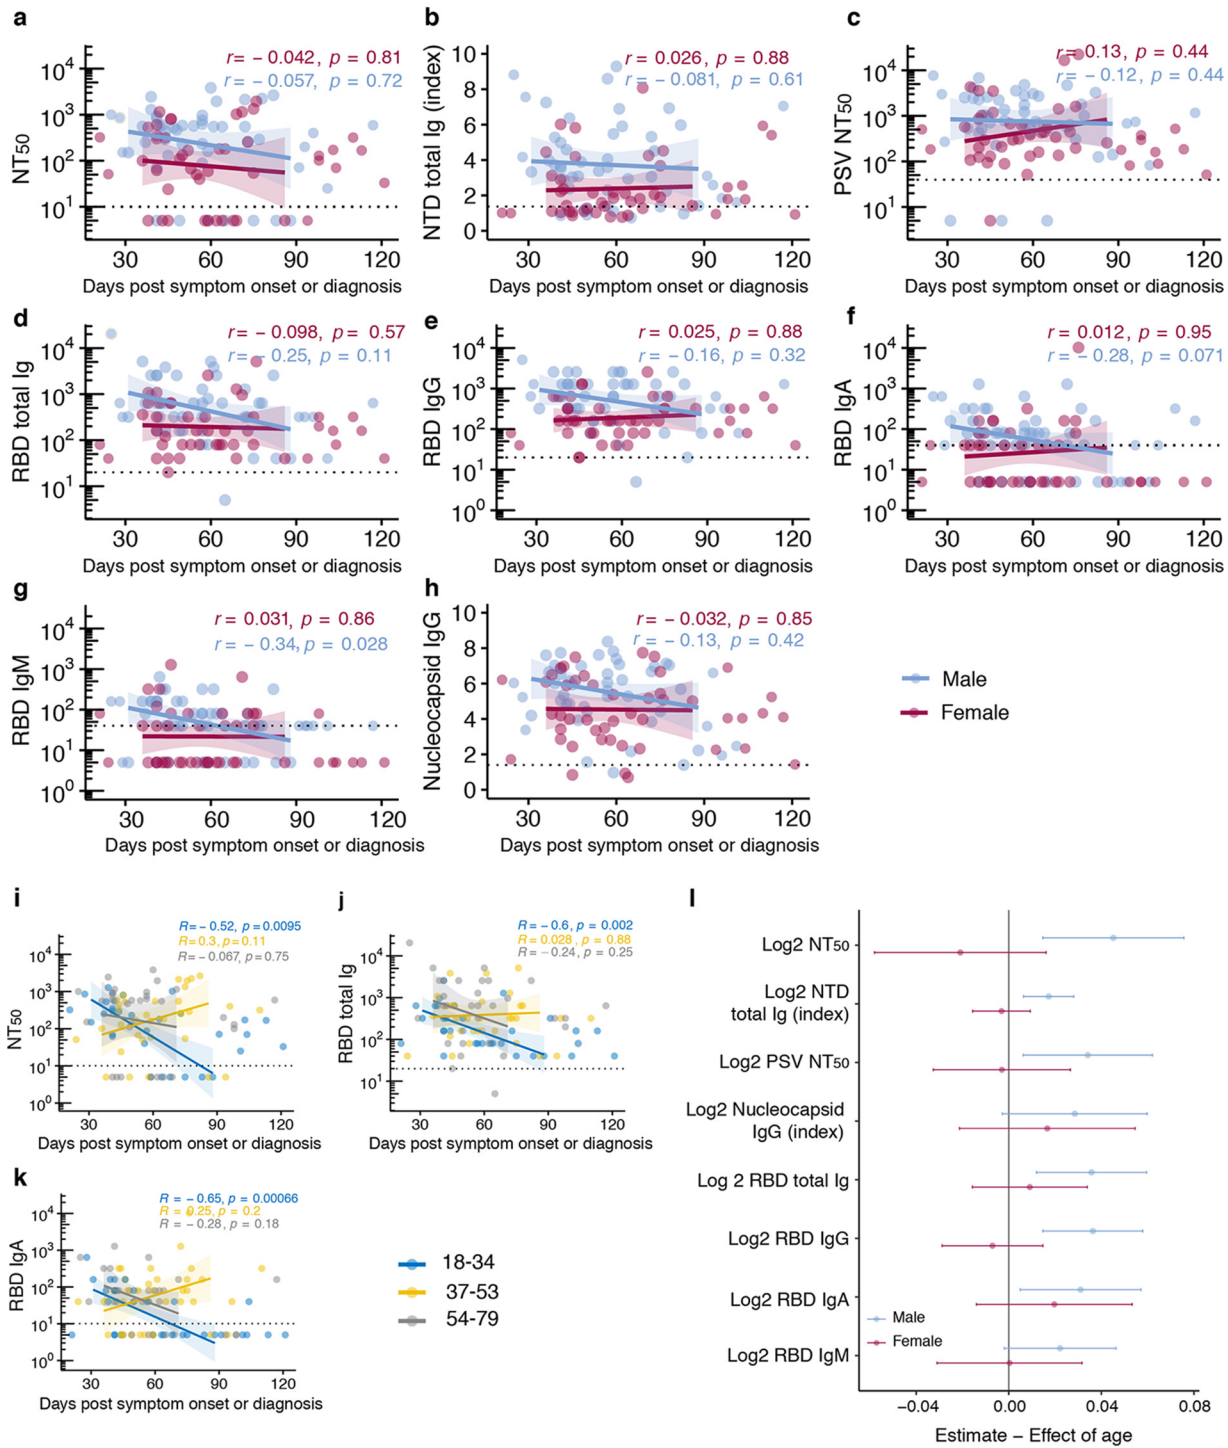 a
r= − 0.042, p = 0.81
r= − 0.057, p = 0.72
NT50
10⁴
10³
10²
10¹
30 60 90 120
Days post symptom onset or diagnosis
b
r= 0.026, p = 0.88
r= − 0.081, p = 0.61
NTD total Ig (index)
10
8
6
4
2
0
30 60 90 120
Days post symptom onset or diagnosis
c
r= 0.13, p = 0.44
r= − 0.12, p = 0.44
PSV NT50
10⁴
10³
10²
10¹
30 60 90 120
Days post symptom onset or diagnosis
d
r= − 0.098, p = 0.57
r= − 0.25, p = 0.11
RBD total Ig
10⁴
10³
10²
10¹
30 60 90 120
Days post symptom onset or diagnosis
e
r= 0.025, p = 0.88
r= − 0.16, p = 0.32
RBD IgG
10⁴
10³
10²
10¹
10⁰
30 60 90 120
Days post symptom onset or diagnosis
f
r= 0.012, p = 0.95
r= − 0.28, p = 0.071
RBD IgA
10⁴
10³
10²
10¹
10⁰
30 60 90 120
Days post symptom onset or diagnosis
g
r= 0.031, p = 0.86
r= − 0.34, p = 0.028
RBD IgM
10⁴
10³
10²
10¹
10⁰
30 60 90 120
Days post symptom onset or diagnosis
h
r= − 0.032, p = 0.85
r= − 0.13, p = 0.42
Nucleocapsid IgG
10
8
6
4
2
0
30 60 90 120
Days post symptom onset or diagnosis
Male
Female
i
R= − 0.52, p =0.0095
R= 0.3, p=0.11
R= − 0.067, p=0.75
NT50
10⁴
10³
10²
10¹
10⁰
30 60 90 120
Days post symptom onset or diagnosis
j
R= − 0.6, p = 0.002
R= 0.028, p = 0.88
R= − 0.24, p = 0.25
RBD total Ig
10⁴
10³
10²
10¹
30 60 90 120
Days post symptom onset or diagnosis
k
R = − 0.65, p = 0.00066
R = 0.25, p = 0.2
R = − 0.28, p = 0.18
RBD IgA
10⁴
10³
10²
10¹
10⁰
30 60 90 120
Days post symptom onset or diagnosis
18-34
37-53
54-79
l
Log2 NT50
Log2 NTD
total Ig (index)
Log2 PSV NT50
Log2 Nucleocapsid
IgG (index)
Log 2 RBD total Ig
Log2 RBD IgG
Log2 RBD IgA
Log2 RBD IgM
Male
Female
−0.04 0.00 0.04 0.08
Estimate − Effect of age